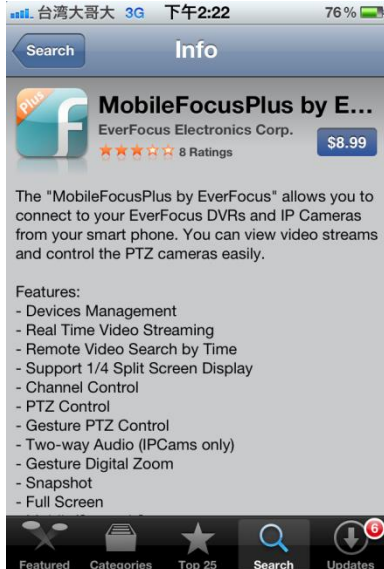 台湾大哥大 3G 下午2:22 76%
Search Info
Plus
f
MobileFocusPlus by E...
EverFocus Electronics Corp.
8 Ratings
$8.99
The "MobileFocusPlus by EverFocus" allows you to
connect to your EverFocus DVRs and IP Cameras
from your smart phone. You can view video streams
and control the PTZ cameras easily.
Features:
- Devices Management
- Real Time Video Streaming
- Remote Video Search by Time
- Support 1/4 Split Screen Display
- Channel Control
- PTZ Control
- Gesture PTZ Control
- Two-way Audio (IPCams only)
- Gesture Digital Zoom
- Snapshot
- Full Screen
6
Featured Categories Top 25 Search Updates